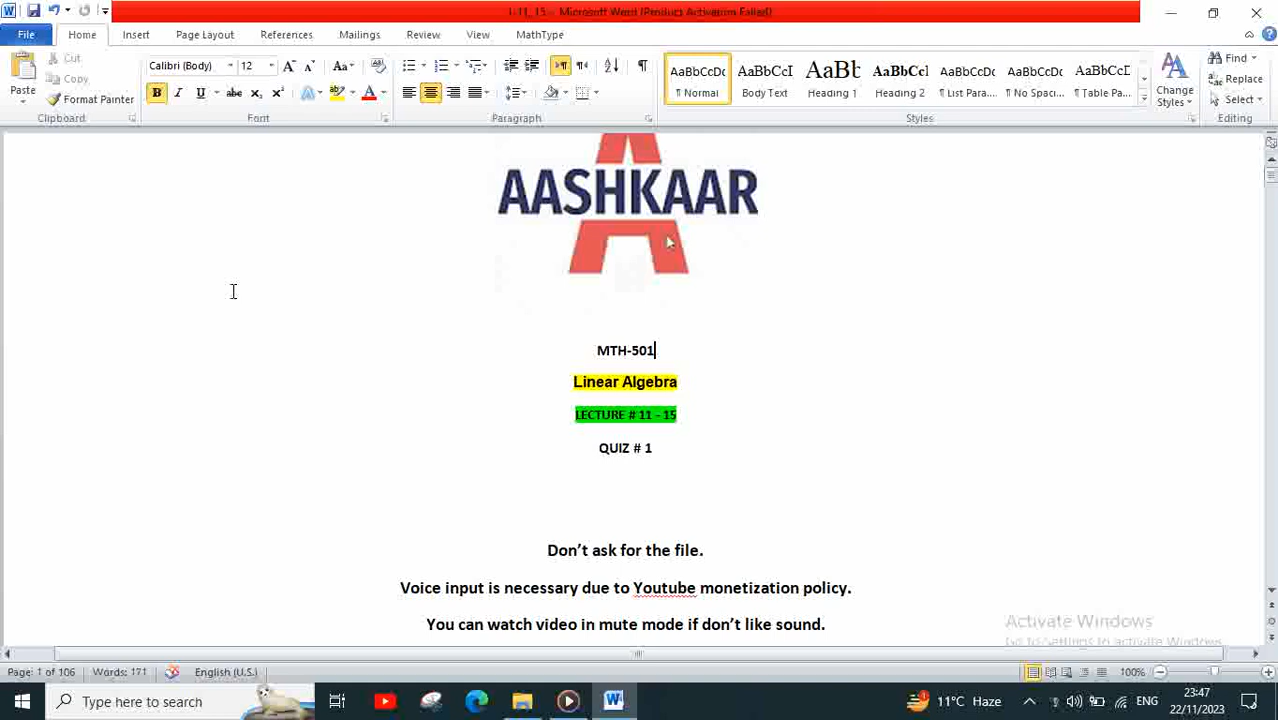 1-11_15 - Microsoft Word (Product Activation Failed)
File Home Insert Page Layout References Mailings Review View MathType
Paste Cut Copy Format Painter
Calibri (Body) 12
AaBbCcDc AaBbCcI AaBbC AaBbCc AaBbCcDc AaBbCcDc AaBbCcD
¶ Normal Body Text Heading 1 Heading 2 ¶ List Para... ¶ No Spaci... ¶ Table Pa...
Change Styles
Find Replace Select
Clipboard Font Paragraph Styles Editing
AASHKAAR
MTH-501
Linear Algebra
LECTURE # 11 - 15
QUIZ # 1
Don’t ask for the file.
Voice input is necessary due to Youtube monetization policy.
You can watch video in mute mode if don’t like sound.
Activate Windows
Go to Settings to activate Windows.
Page: 1 of 106 Words: 171 English (U.S.) 100%
Type here to search 11°C Haze ENG 23:47
22/11/2023